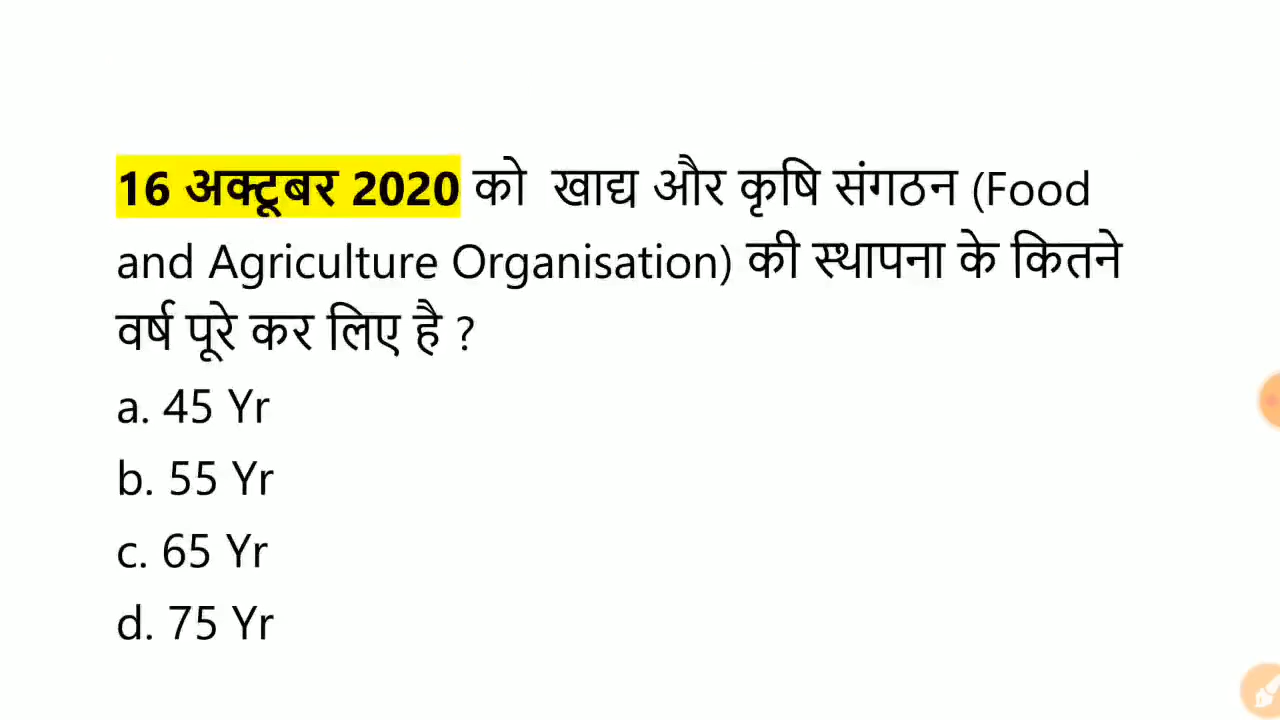 16 अक्टूबर 2020 को खाद्य और कृषि संगठन (Food
and Agriculture Organisation) की स्थापना के कितने
वर्ष पूरे कर लिए है ?
a. 45 Yr
b. 55 Yr
c. 65 Yr
d. 75 Yr